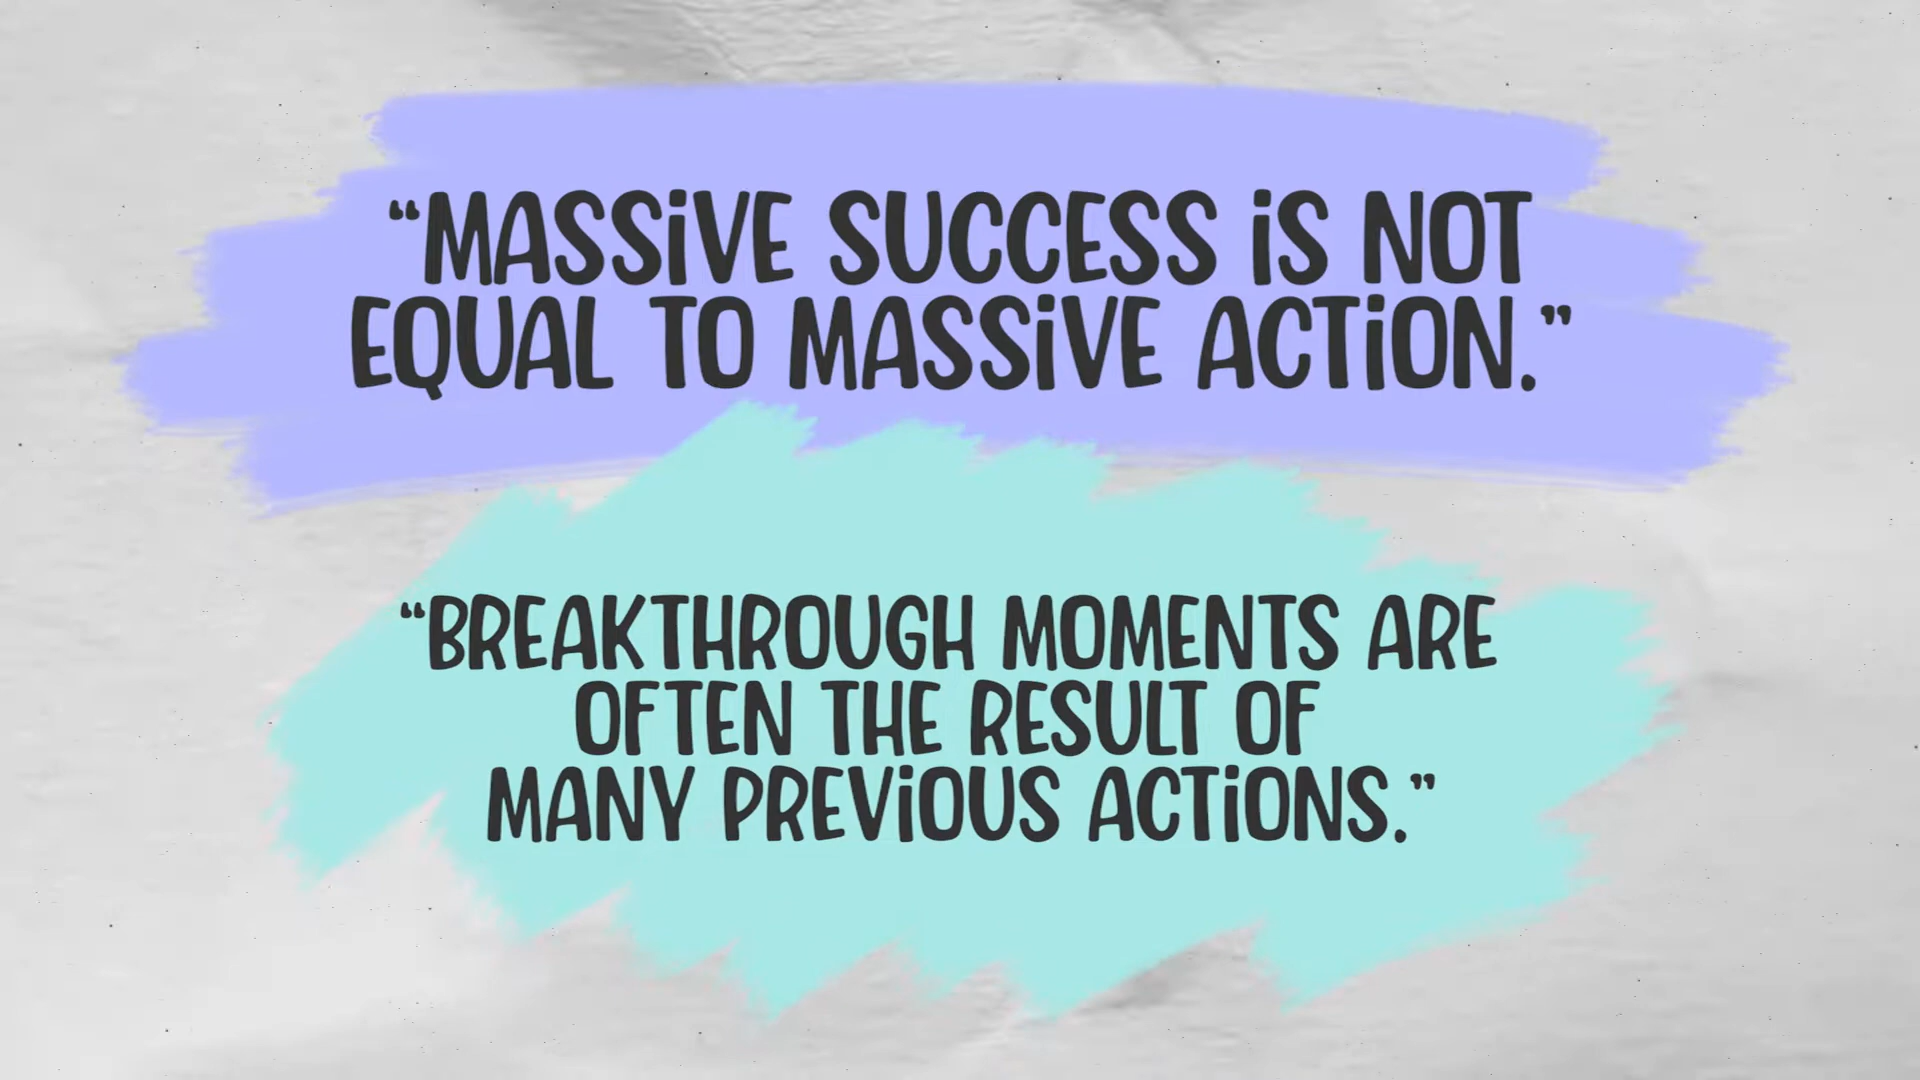 “MASSiVE SUCCESS iS NOT
EQUAL TO MASSiVE ACTiON.”
“BREAKTHROUGH MOMENTS ARE
OFTEN THE RESULT OF
MANY PREViOUS ACTiONS.”